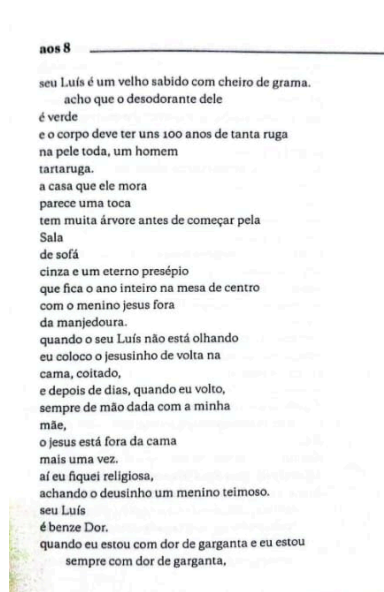 aos 8
seu Luís é um velho sabido com cheiro de grama.
acho que o desodorante dele
é verde
e o corpo deve ter uns 100 anos de tanta ruga
na pele toda, um homem
tartaruga.
a casa que ele mora
parece uma toca
tem muita árvore antes de começar pela
Sala
de sofá
cinza e um eterno presépio
que fica o ano inteiro na mesa de centro
com o menino jesus fora
da manjedoura.
quando o seu Luís não está olhando
eu coloco o jesusinho de volta na
cama, coitado,
e depois de dias, quando eu volto,
sempre de mão dada com a minha
mãe,
o jesus está fora da cama
mais uma vez.
aí eu fiquei religiosa,
achando o deusinho um menino teimoso.
seu Luís
é benze Dor.
quando eu estou com dor de garganta e eu estou
sempre com dor de garganta,